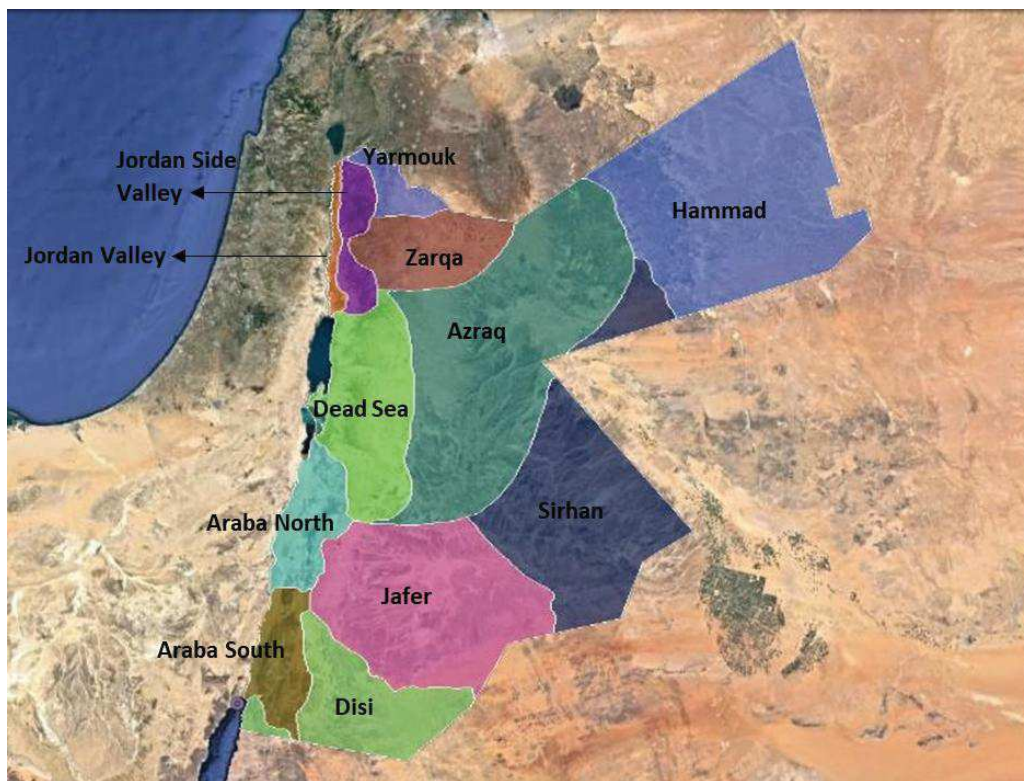 Jordan Side
Valley
Yarmouk
Hammad
Jordan Valley
Zarqa
Azraq
Dead Sea
Araba North
Sirhan
Jafer
Araba South
Disi